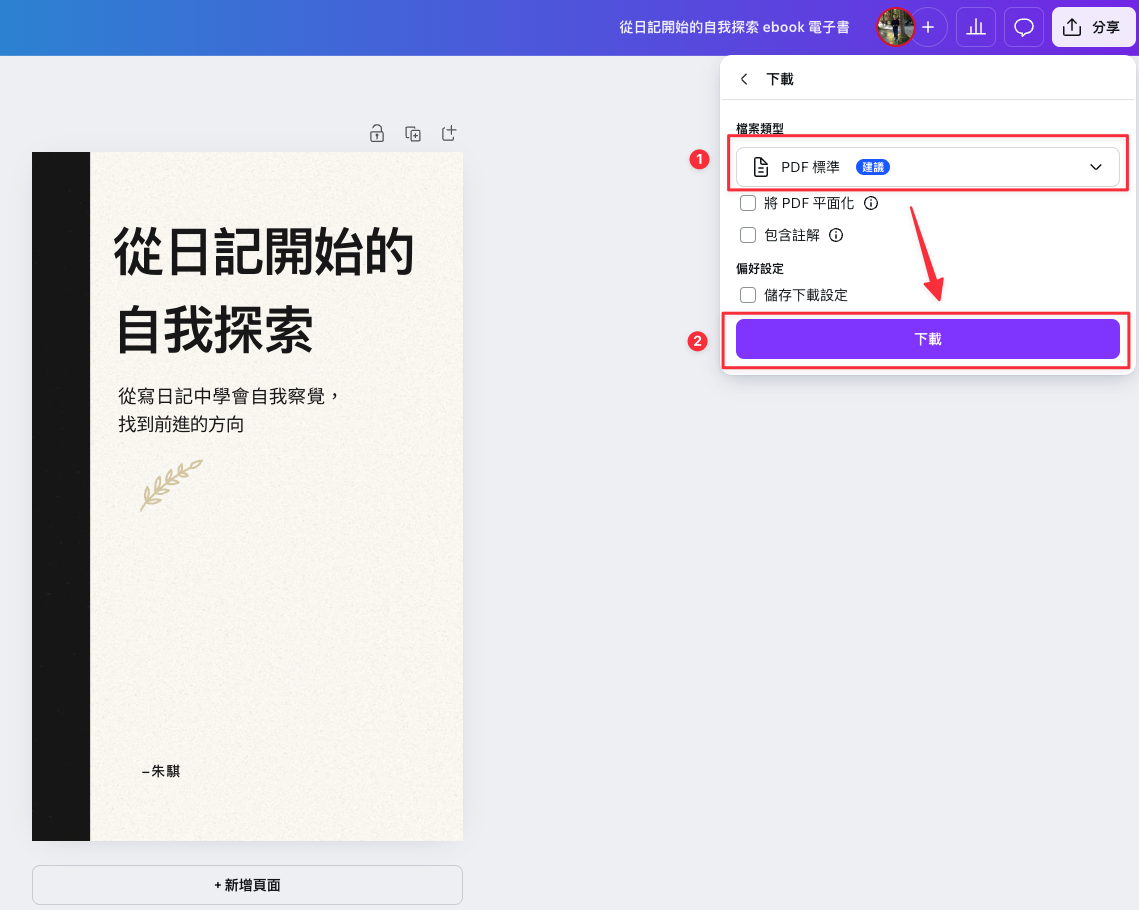 從日記開始的自我探索 ebook 電子書
+
分享
下載
檔案類型
1
PDF 標準 建議
將 PDF 平面化
包含註解
偏好設定
儲存下載設定
2
下載
從日記開始的
自我探索
從寫日記中學會自我察覺，
找到前進的方向
–朱騏
+ 新增頁面